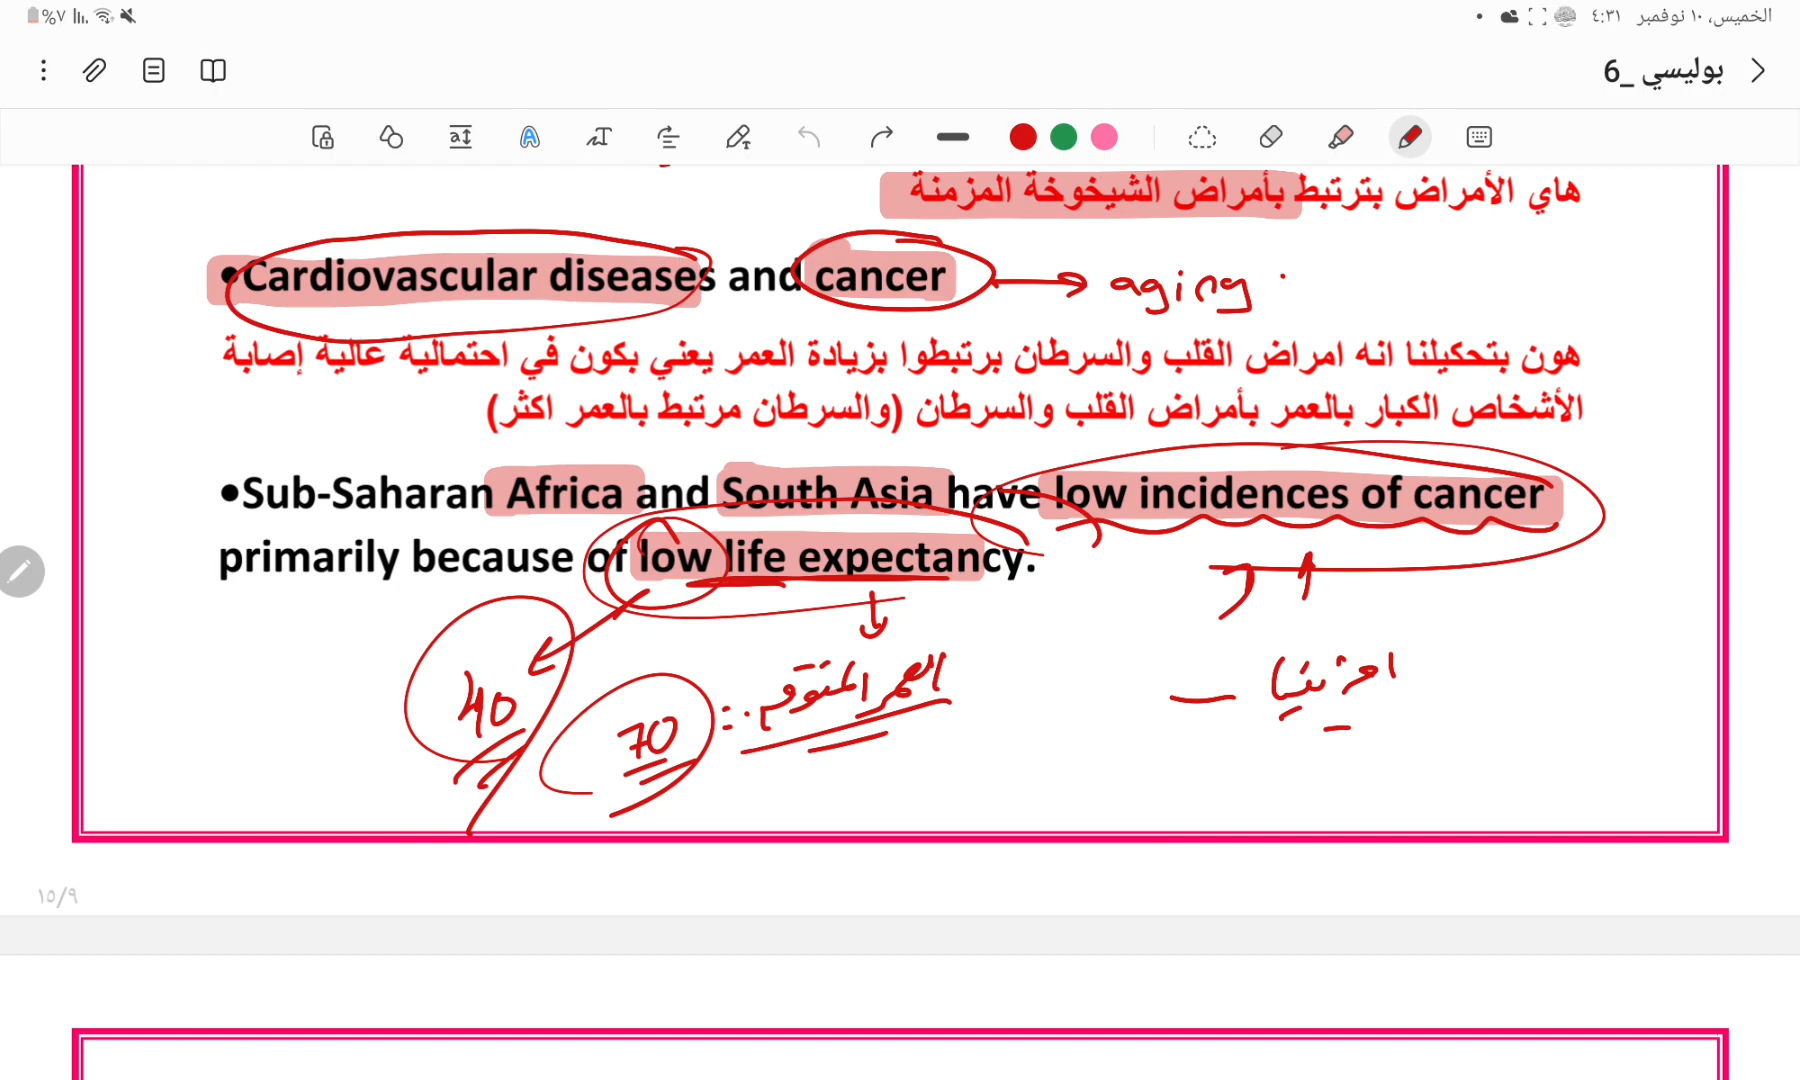 %٧
الخميس، ١٠ نوفمبر ٤:٣١
بوليسي _6
هاي الأمراض بترتبط بأمراض الشيخوخة المزمنة
•Cardiovascular diseases and cancer
aging
هون بتحكيلنا انه امراض القلب والسرطان برتبطوا بزيادة العمر يعني بكون في احتمالية عالية إصابة
الأشخاص الكبار بالعمر بأمراض القلب والسرطان (والسرطان مرتبط بالعمر اكثر)
•Sub-Saharan Africa and South Asia have low incidences of cancer
primarily because of low life expectancy.
العمر المتوقع :
40
70
١٥/٩